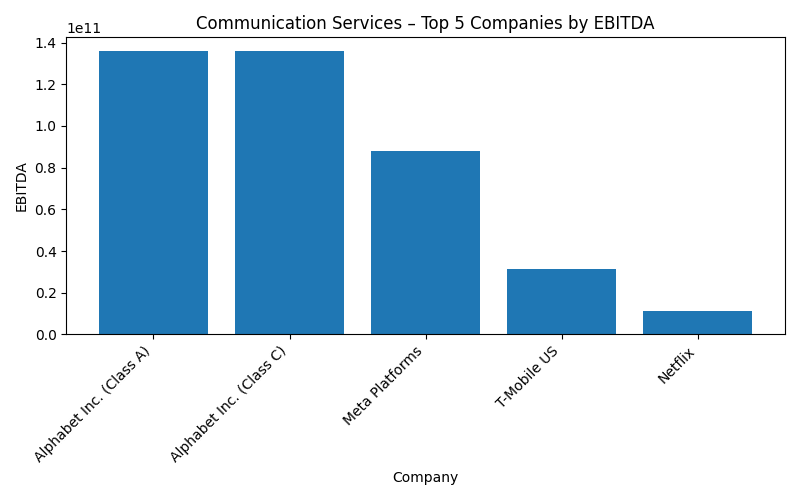 Communication Services – Top 5 Companies by EBITDA
1e11
1.4
1.2
1.0
0.8
0.6
0.4
0.2
0.0
EBITDA
Alphabet Inc. (Class A)
Alphabet Inc. (Class C)
Meta Platforms
T-Mobile US
Netflix
Company